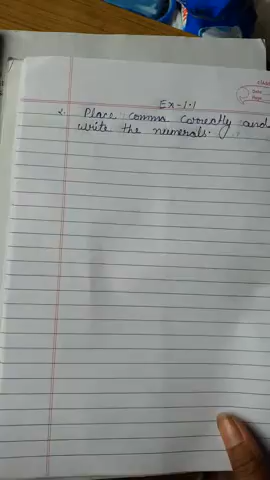 Ex-1.1
2. Place comma correctly and
write the numerals.